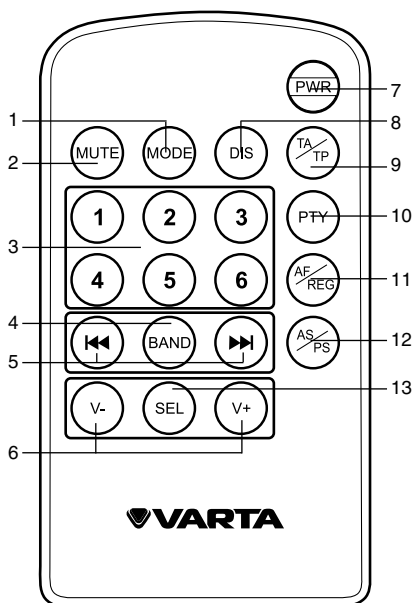 PWR
7
1
8
2
MUTE
MODE
DIS
TA/TP
9
1
2
3
PTY
10
3
4
5
6
AF/REG
11
4
BAND
AS/PS
12
5
13
V-
SEL
V+
6
VARTA